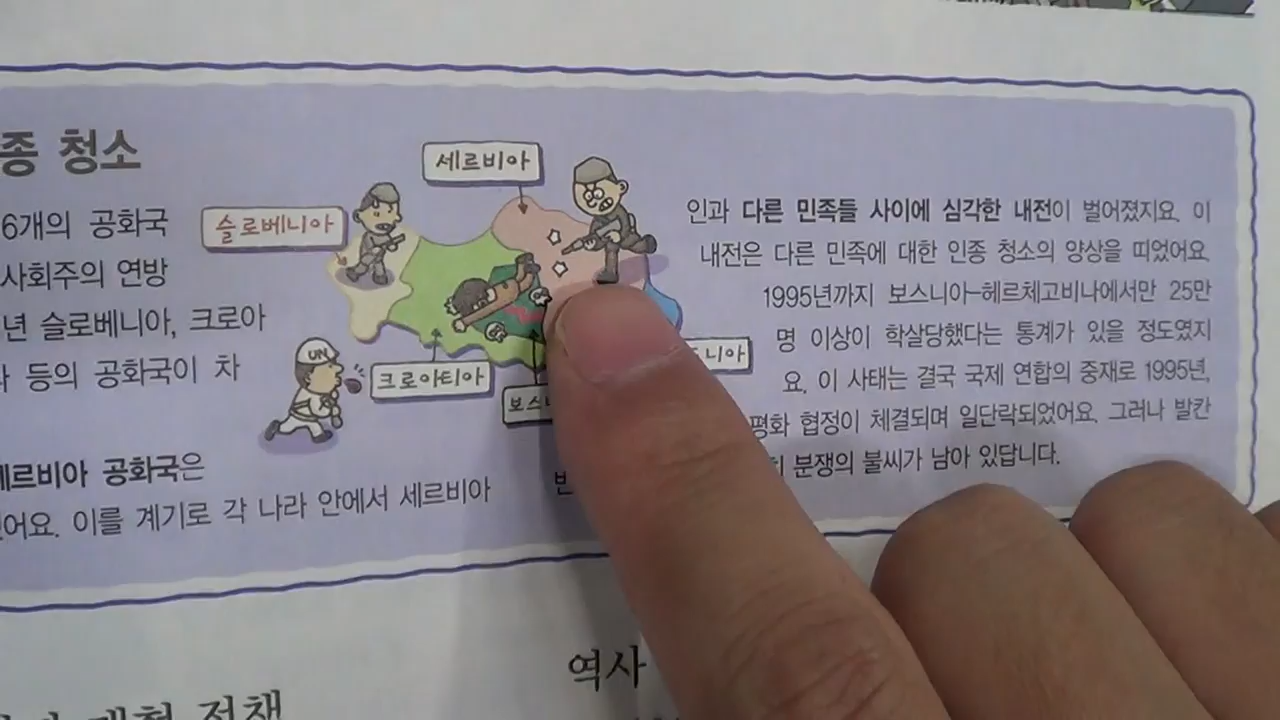 종 청소
6개의 공화국
사회주의 연방
년 슬로베니아, 크로아
등의 공화국이 차
세르비아 공화국은
어요. 이를 계기로 각 나라 안에서 세르비아
세르비아
슬로베니아
UN
크로아티아
보스
니아
인과 다른 민족들 사이에 심각한 내전이 벌어졌지요. 이
내전은 다른 민족에 대한 인종 청소의 양상을 띠었어요.
1995년까지 보스니아-헤르체고비나에서만 25만
명 이상이 학살당했다는 통계가 있을 정도였지
요. 이 사태는 결국 국제 연합의 중재로 1995년,
평화 협정이 체결되며 일단락되었어요. 그러나 발칸
반
분쟁의 불씨가 남아 있답니다.
역사